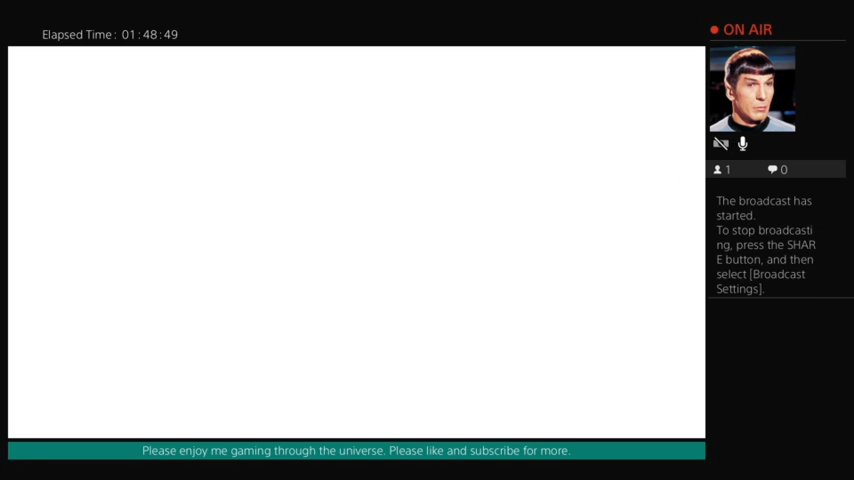 Elapsed Time: 01:48:49
ON AIR
1 0
The broadcast has
started.
To stop broadcasti
ng, press the SHAR
E button, and then
select [Broadcast
Settings].
Please enjoy me gaming through the universe. Please like and subscribe for more.